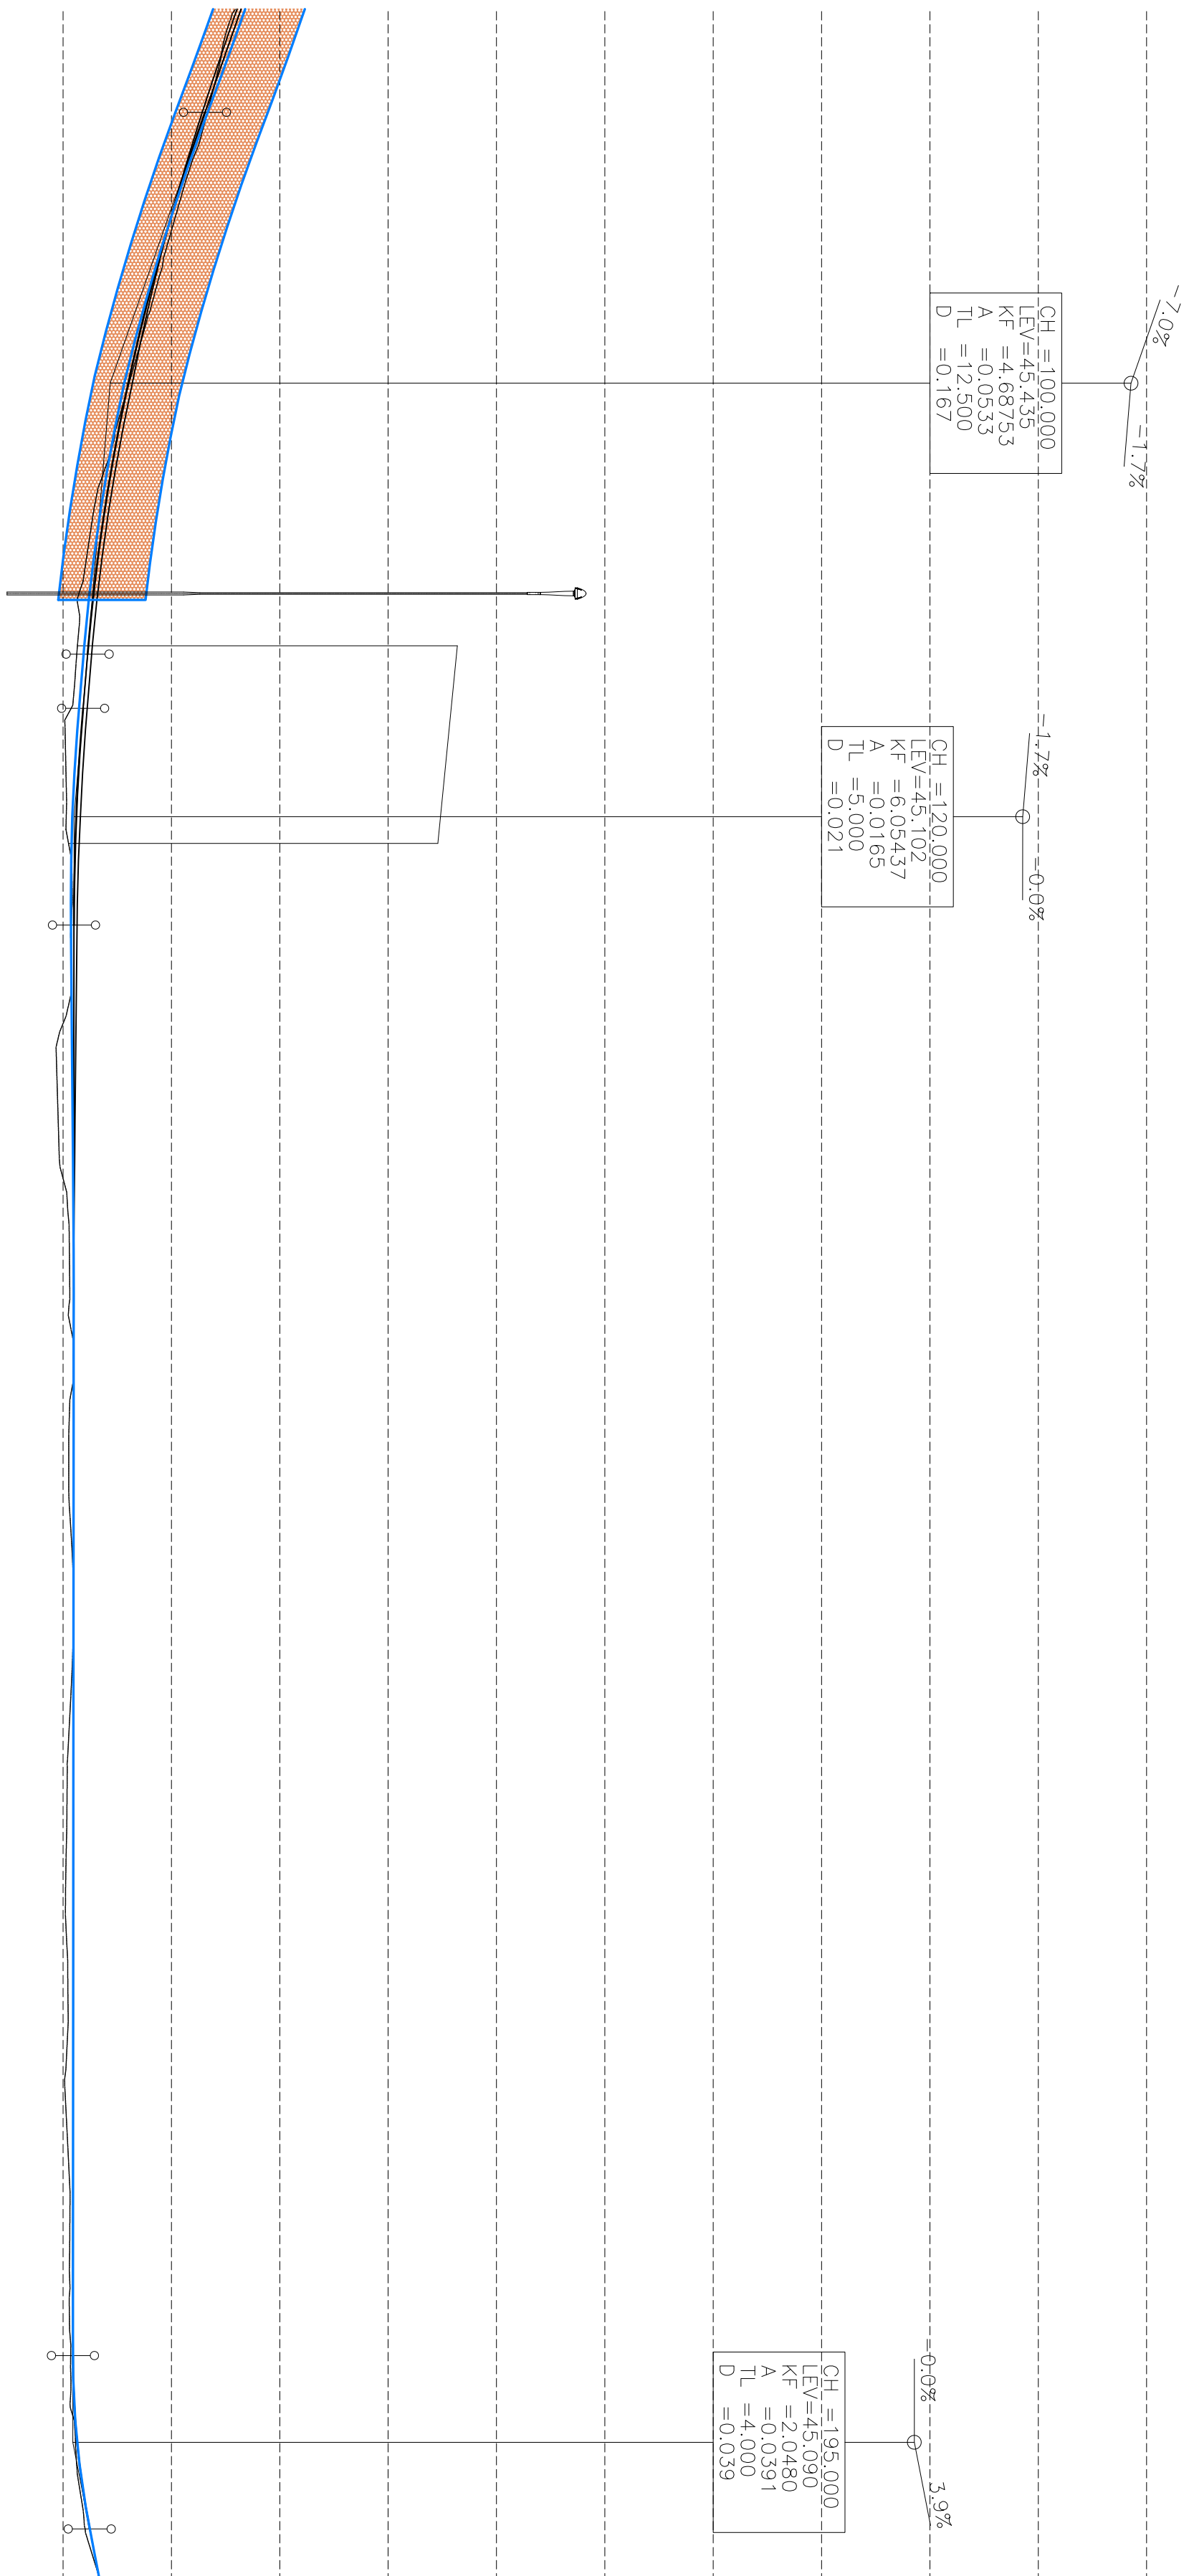 -7.0%
-1.7%
CH =100.000
LEV=45.435
KF =4.68753
A =0.0533
TL =12.500
D =0.167
-1.7%
-0.0%
CH =120.000
LEV=45.102
KF =6.05437
A =0.0165
TL =5.000
D =0.021
-0.0%
3.9%
CH =195.000
LEV=45.090
KF =2.0480
A =0.0391
TL =4.000
D =0.039